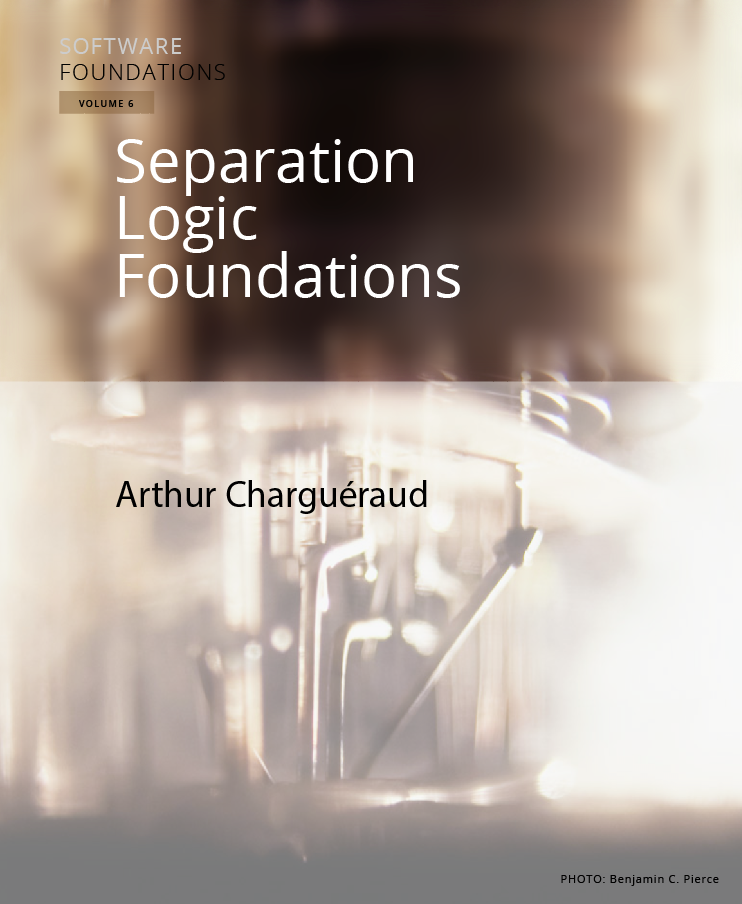 SOFTWARE
FOUNDATIONS
VOLUME 6
Separation
Logic
Foundations
Arthur Charguéraud
PHOTO: Benjamin C. Pierce